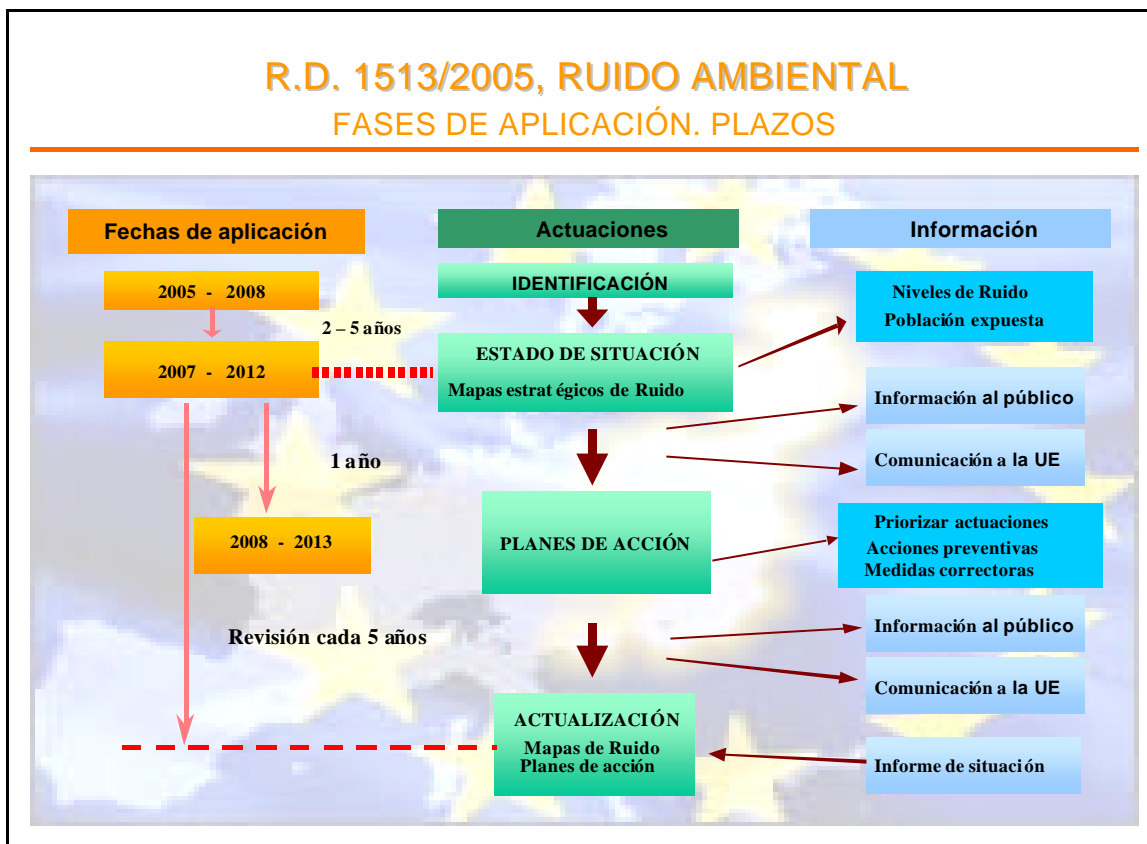 R.D. 1513/2005, RUIDO AMBIENTAL
FASES DE APLICACIÓN. PLAZOS
Fechas de aplicación
Actuaciones
Información
2005 - 2008
2 – 5 años
2007 - 2012
1 año
2008 - 2013
Revisión cada 5 años
IDENTIFICACIÓN
ESTADO DE SITUACIÓN
Mapas estrat égicos de Ruido
PLANES DE ACCIÓN
ACTUALIZACIÓN
Mapas de Ruido
Planes de acción
Niveles de Ruido
Población expuesta
Información al público
Comunicación a la UE
Priorizar actuaciones
Acciones preventivas
Medidas correctoras
Información al público
Comunicación a la UE
Informe de situación